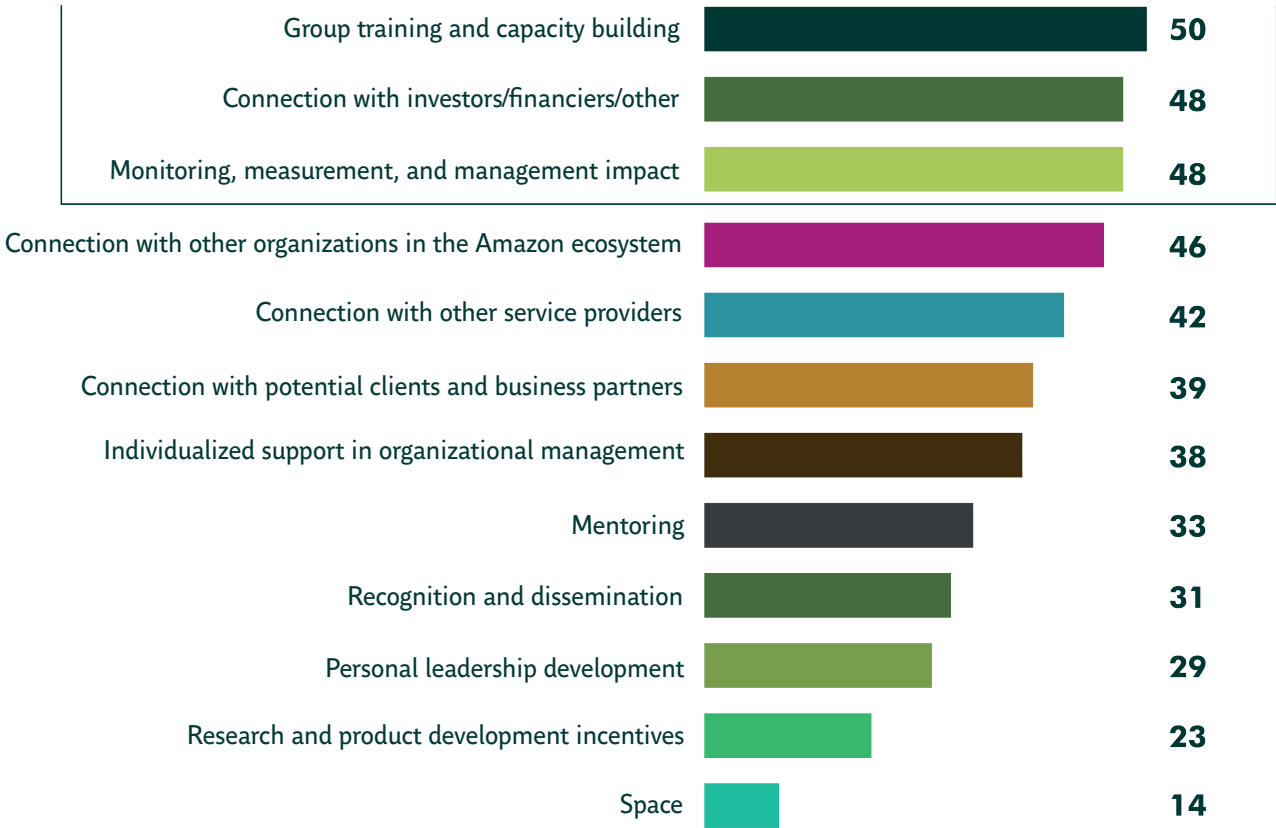 Group training and capacity building 50
Connection with investors/financiers/other 48
Monitoring, measurement, and management impact 48
Connection with other organizations in the Amazon ecosystem 46
Connection with other service providers 42
Connection with potential clients and business partners 39
Individualized support in organizational management 38
Mentoring 33
Recognition and dissemination 31
Personal leadership development 29
Research and product development incentives 23
Space 14